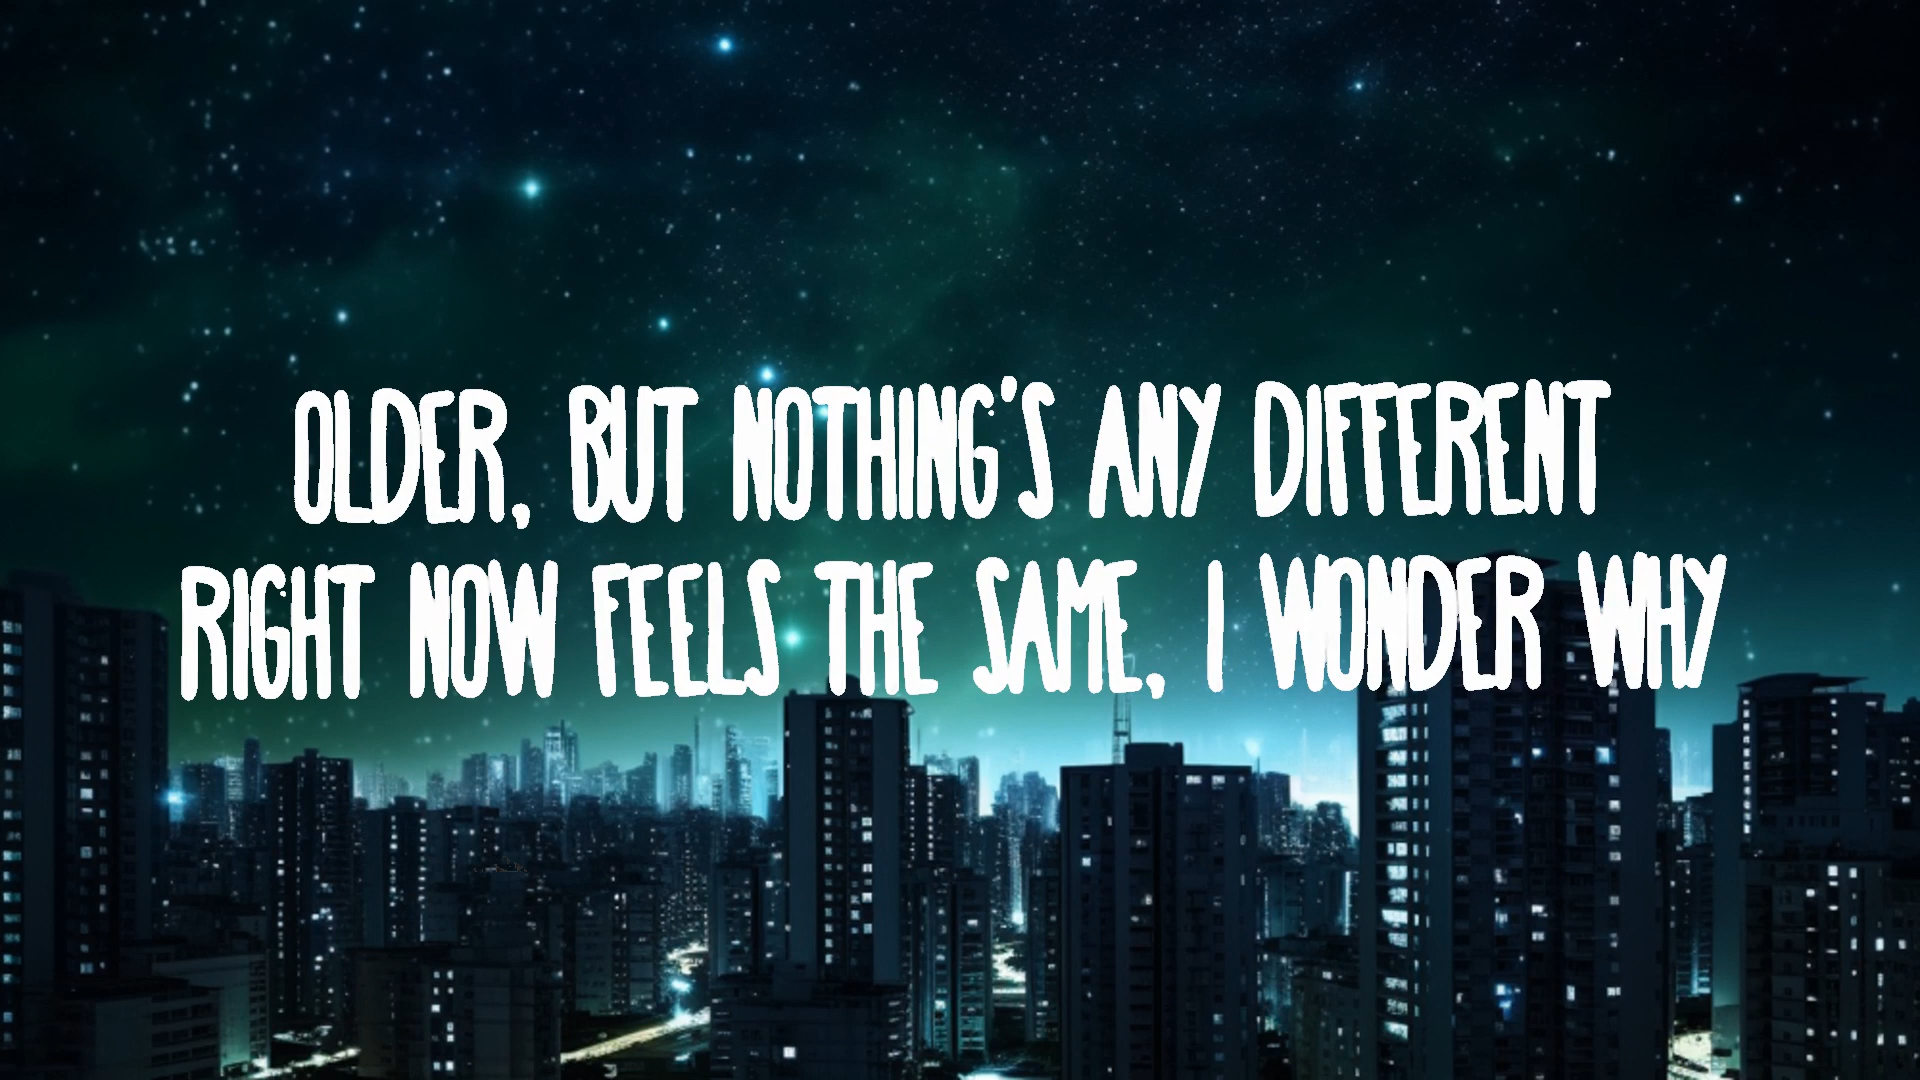 OLDER, BUT NOTHING'S ANY DIFFERENT
RIGHT NOW FEELS THE SAME, I WONDER WHY